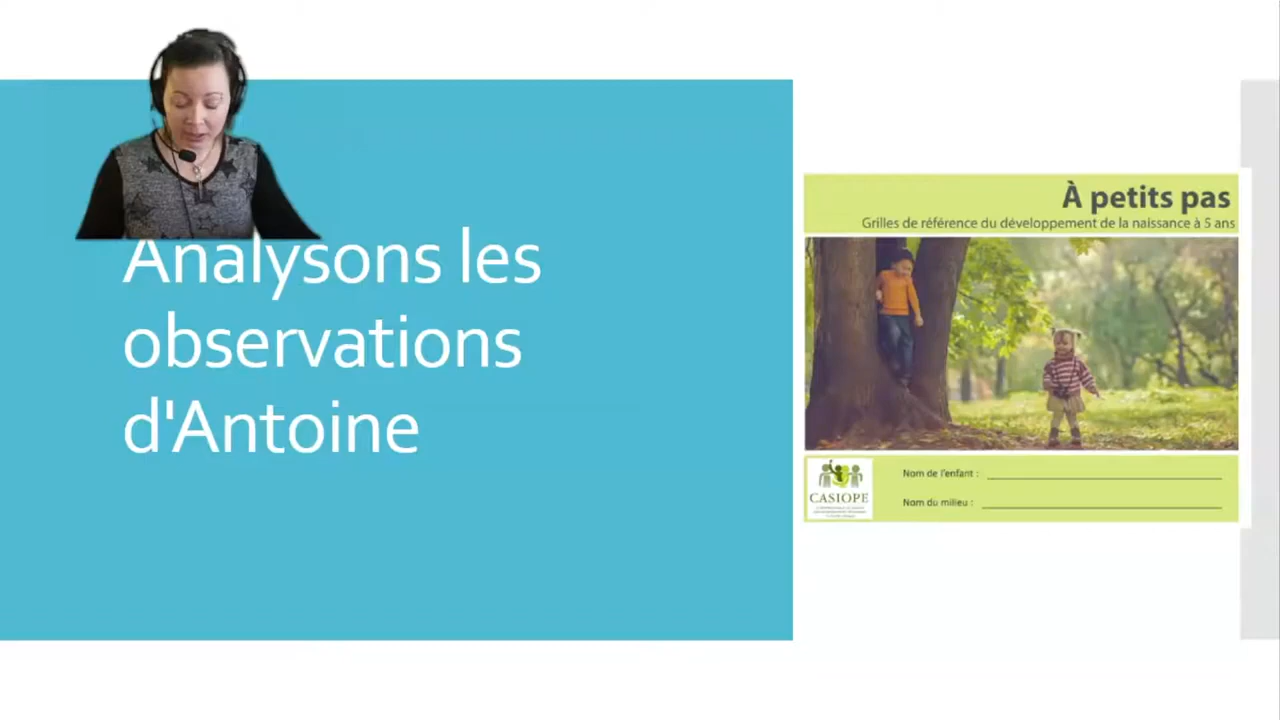 Analysons les
observations
d'Antoine
À petits pas
Grilles de référence du développement de la naissance à 5 ans
Nom de l'enfant :
Nom du milieu :
CASIOPE